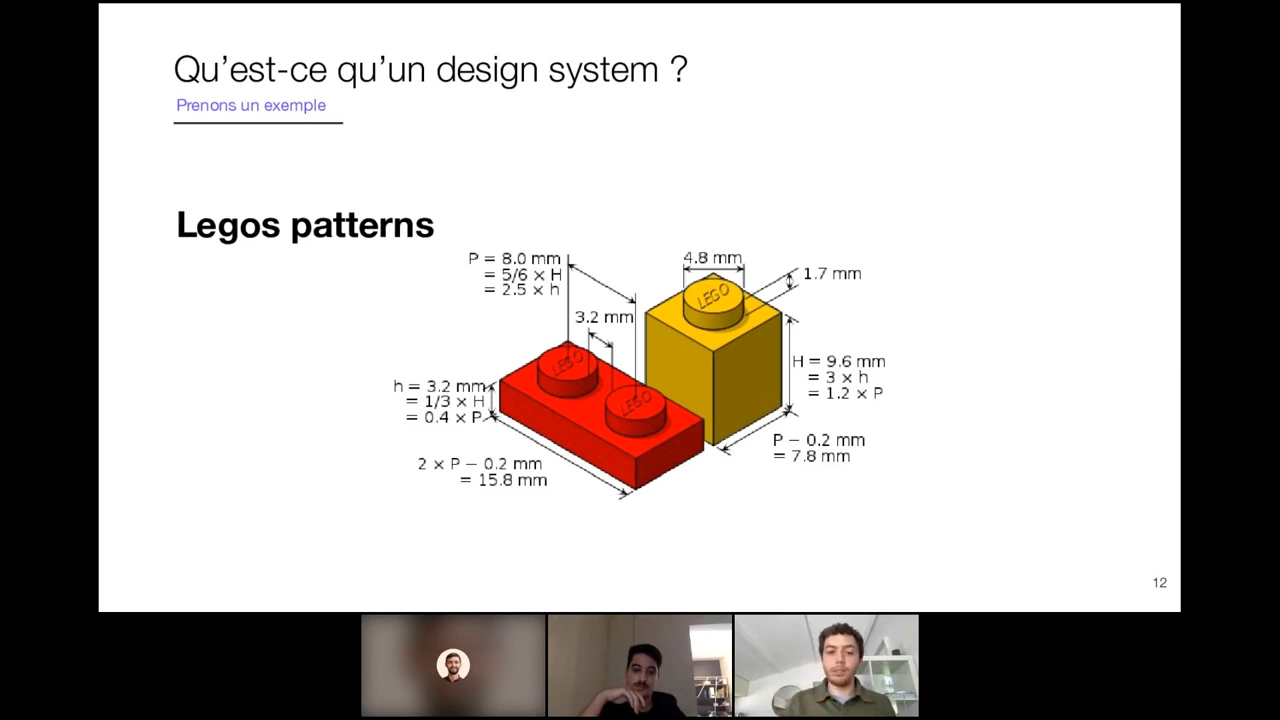 Qu’est-ce qu’un design system ?
Prenons un exemple
Legos patterns
P = 8.0 mm
= 5/6 × H
= 2.5 × h
4.8 mm
1.7 mm
3.2 mm
LEGO
LEGO
LEGO
h = 3.2 mm
= 1/3 × H
= 0.4 × P
H = 9.6 mm
= 3 × h
= 1.2 × P
2 × P − 0.2 mm
= 15.8 mm
P − 0.2 mm
= 7.8 mm
12